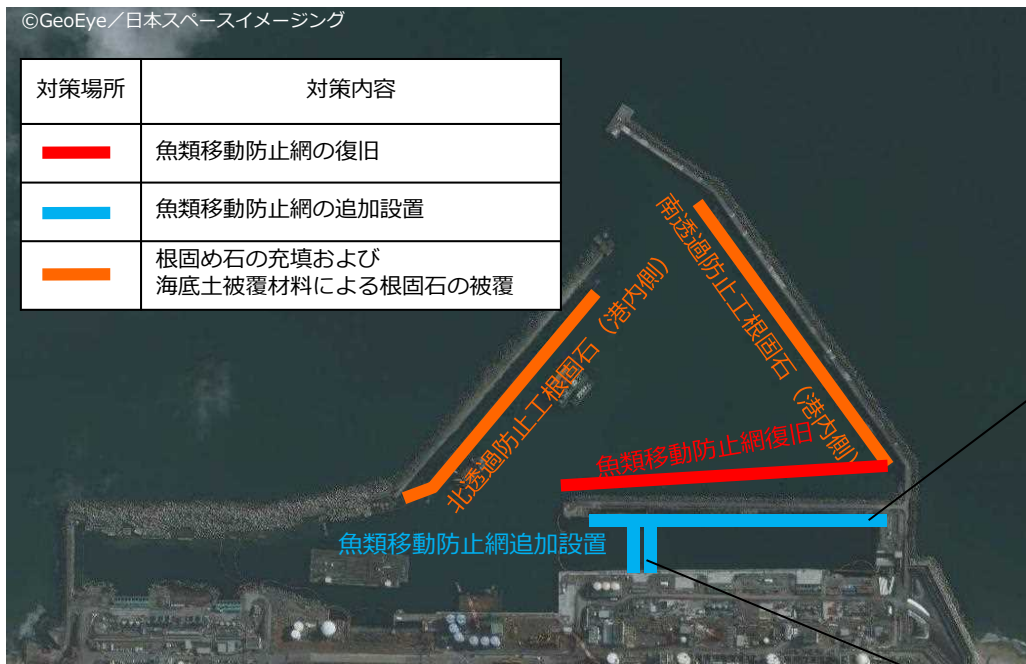 ©GeoEye／日本スペースイメージング
対策場所 対策内容
魚類移動防止網の復旧
魚類移動防止網の追加設置
根固め石の充填および
海底土被覆材料による根固石の被覆
南透過防止工根固石（港内側）
北透過防止工根固石（港内側）
魚類移動防止網復旧
魚類移動防止網追加設置